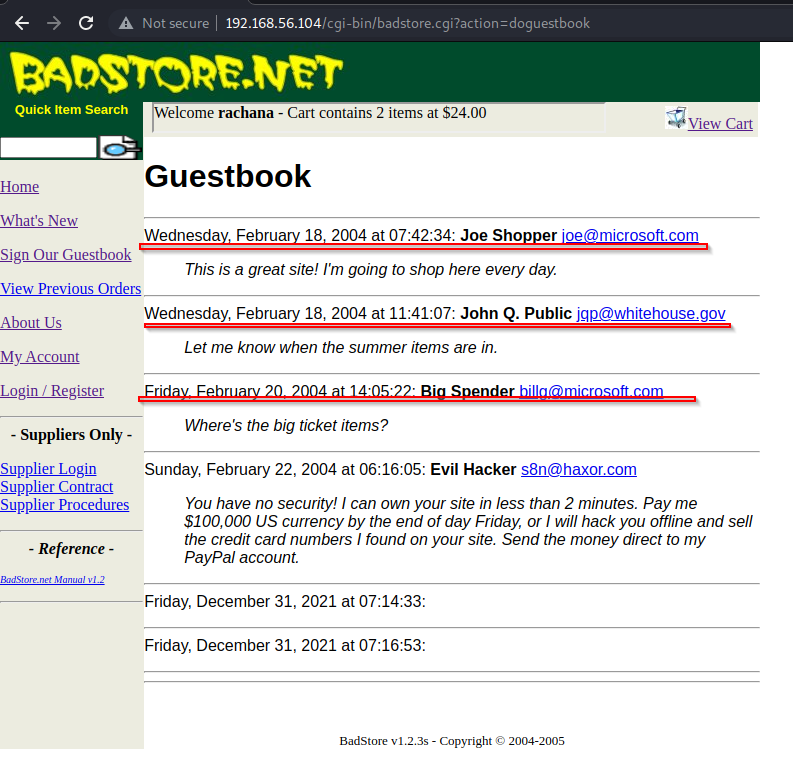 Not secure | 192.168.56.104/cgi-bin/badstore.cgi?action=doguestbook
BADSTORE.NET
Quick Item Search
Welcome rachana - Cart contains 2 items at $24.00
View Cart
Home
What's New
Sign Our Guestbook
View Previous Orders
About Us
My Account
Login / Register
- Suppliers Only -
Supplier Login
Supplier Contract
Supplier Procedures
- Reference -
BadStore.net Manual v1.2
Guestbook
Wednesday, February 18, 2004 at 07:42:34: Joe Shopper joe@microsoft.com
This is a great site! I'm going to shop here every day.
Wednesday, February 18, 2004 at 11:41:07: John Q. Public jqp@whitehouse.gov
Let me know when the summer items are in.
Friday, February 20, 2004 at 14:05:22: Big Spender billg@microsoft.com
Where's the big ticket items?
Sunday, February 22, 2004 at 06:16:05: Evil Hacker s8n@haxor.com
You have no security! I can own your site in less than 2 minutes. Pay me
$100,000 US currency by the end of day Friday, or I will hack you offline and sell
the credit card numbers I found on your site. Send the money direct to my
PayPal account.
Friday, December 31, 2021 at 07:14:33:
Friday, December 31, 2021 at 07:16:53:
BadStore v1.2.3s - Copyright © 2004-2005